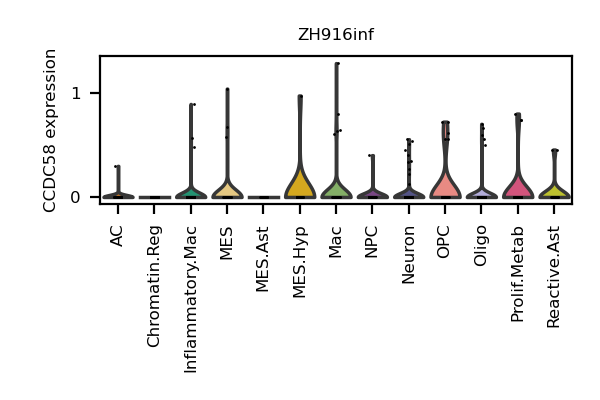 ZH916inf
CCDC58 expression
1
0
AC
Chromatin.Reg
Inflammatory.Mac
MES
MES.Ast
MES.Hyp
Mac
NPC
Neuron
OPC
Oligo
Prolif.Metab
Reactive.Ast